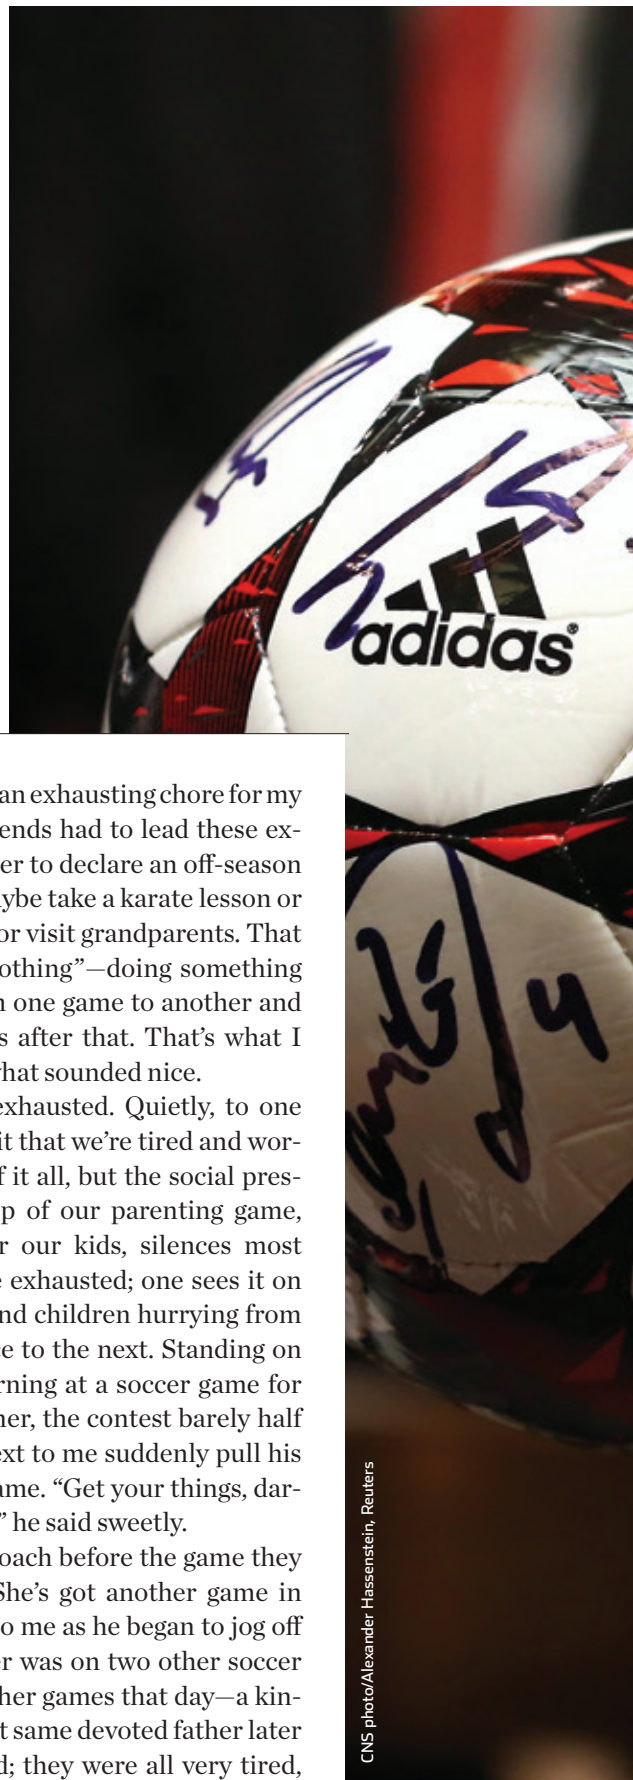 adidas®
4
an exhausting chore for my
ends had to lead these ex-
er to declare an off-season
ybe take a karate lesson or
or visit grandparents. That
othing”—doing something
n one game to another and
s after that. That’s what I
hat sounded nice.
exhausted. Quietly, to one
it that we’re tired and wor-
f it all, but the social pres-
p of our parenting game,
r our kids, silences most
e exhausted; one sees it on
nd children hurrying from
ce to the next. Standing on
rning at a soccer game for
her, the contest barely half
ext to me suddenly pull his
ame. “Get your things, dar-
” he said sweetly.
oach before the game they
She’s got another game in
o me as he began to jog off
er was on two other soccer
her games that day—a kin-
t same devoted father later
d; they were all very tired,
CNS photo/Alexander Hassenstein, Reuters